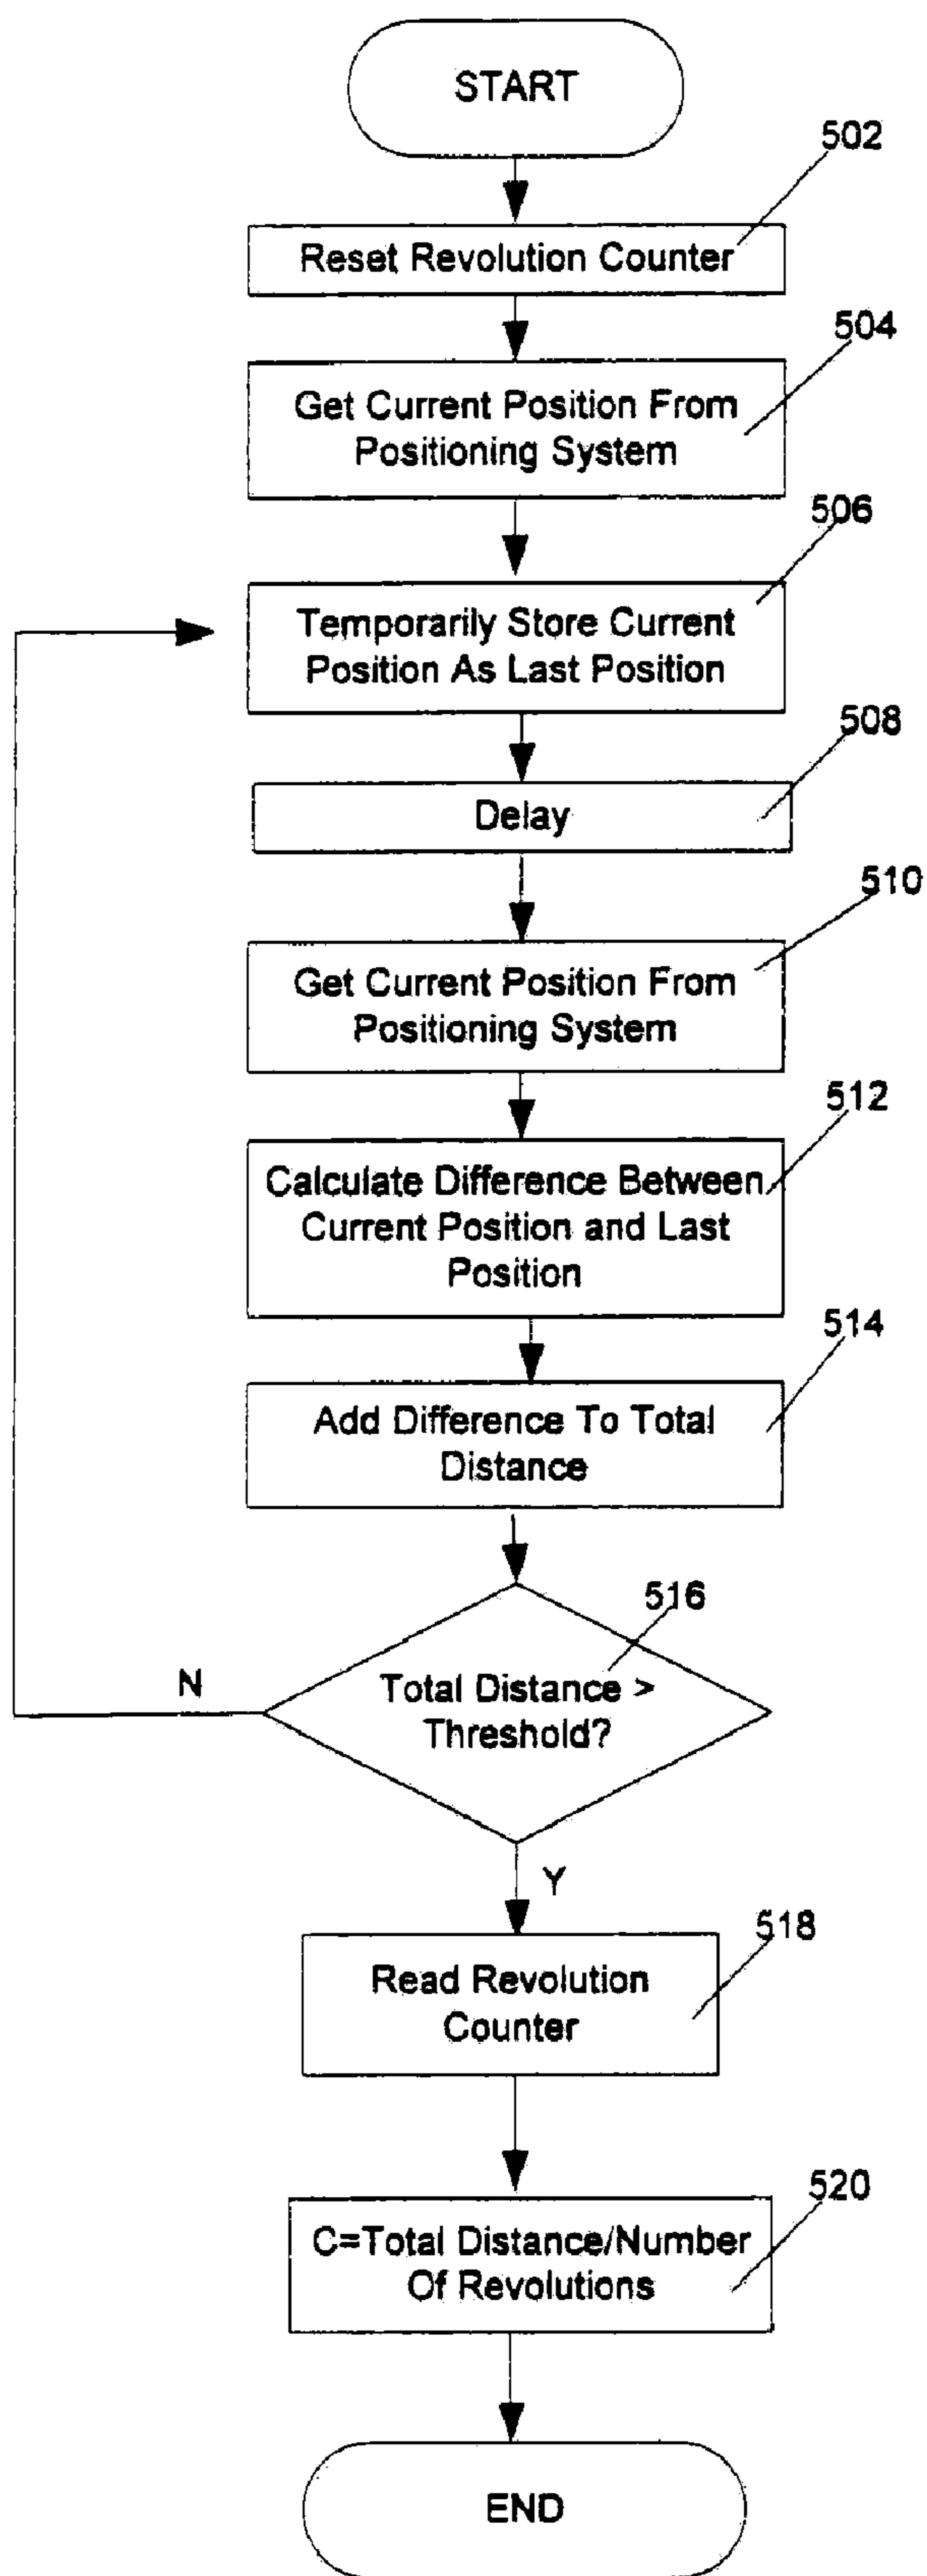 START
502
Reset Revolution Counter
504
Get Current Position From
Positioning System
506
Temporarily Store Current
Position As Last Position
508
Delay
510
Get Current Position From
Positioning System
512
Calculate Difference Between
Current Position and Last
Position
514
Add Difference To Total
Distance
516
N
Total Distance >
Threshold?
Y
518
Read Revolution
Counter
520
C=Total Distance/Number
Of Revolutions
END